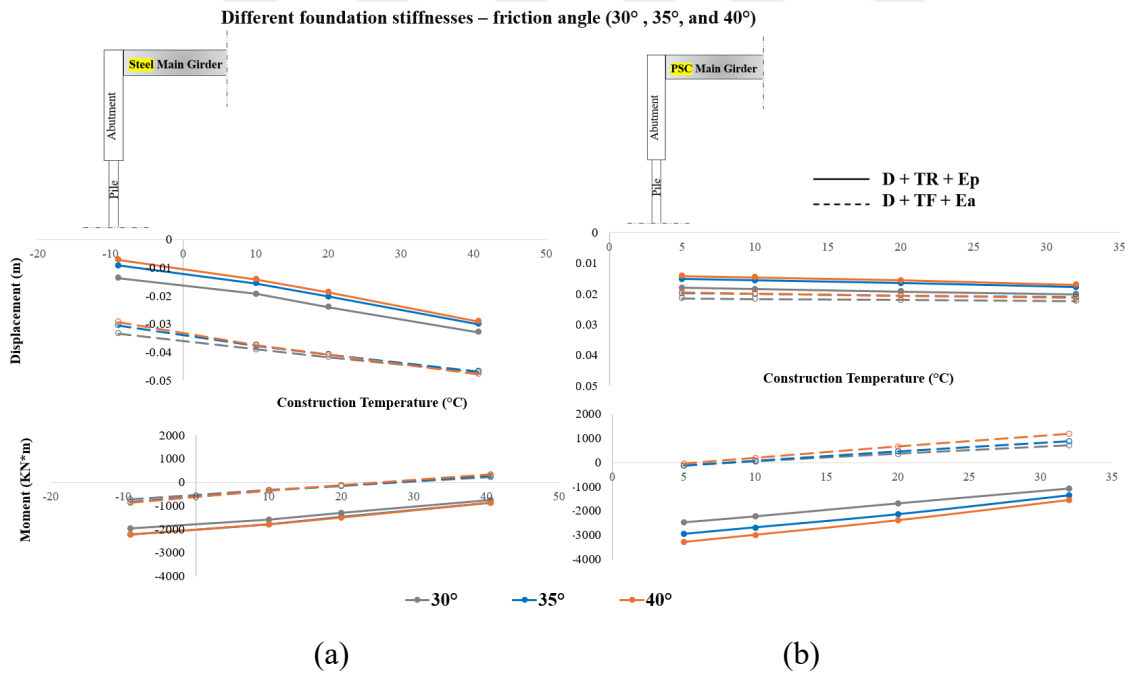 Different foundation stiffnesses – friction angle (30° , 35°, and 40°)
Steel Main Girder
Abutment
Pile
PSC Main Girder
Abutment
Pile
D + TR + Ep
D + TF + Ea
Displacement (m)
-20 -10 0 10 20 30 40 50
0
-0.01
-0.02
-0.03
-0.04
-0.05
Construction Temperature (°C)
0 5 10 15 20 25 30 35
0
0.01
0.02
0.03
0.04
0.05
Construction Temperature (°C)
Moment (KN*m)
2000
1000
0
-1000
-2000
-3000
-4000
-20 -10 0 10 20 30 40 50
2000
1000
0
-1000
-2000
-3000
-4000
0 5 10 15 20 25 30 35
30° 35° 40°
(a) (b)